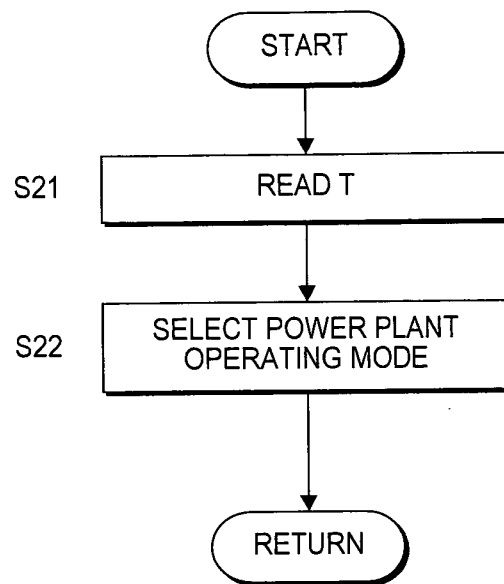 START
S21
READ T
S22
SELECT POWER PLANT
OPERATING MODE
RETURN